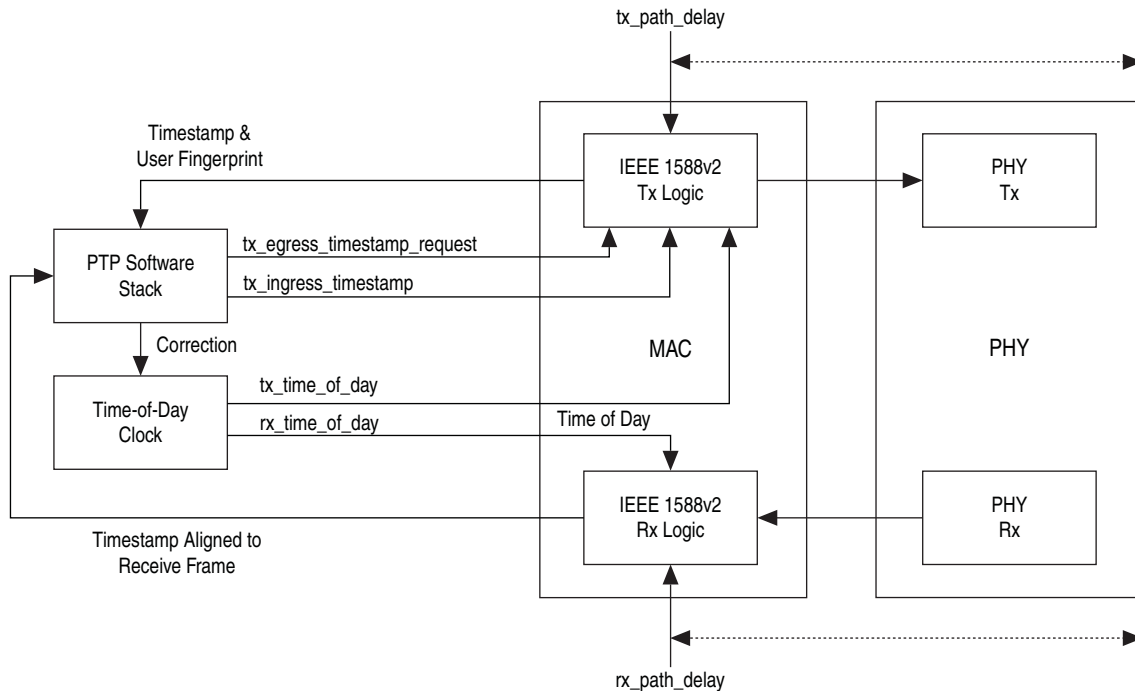 tx_path_delay
Timestamp &
User Fingerprint
IEEE 1588v2
Tx Logic
PHY
Tx
tx_egress_timestamp_request
PTP Software
Stack
tx_ingress_timestamp
Correction
MAC
PHY
tx_time_of_day
Time-of-Day
Clock
rx_time_of_day
Time of Day
IEEE 1588v2
Rx Logic
PHY
Rx
Timestamp Aligned to
Receive Frame
rx_path_delay